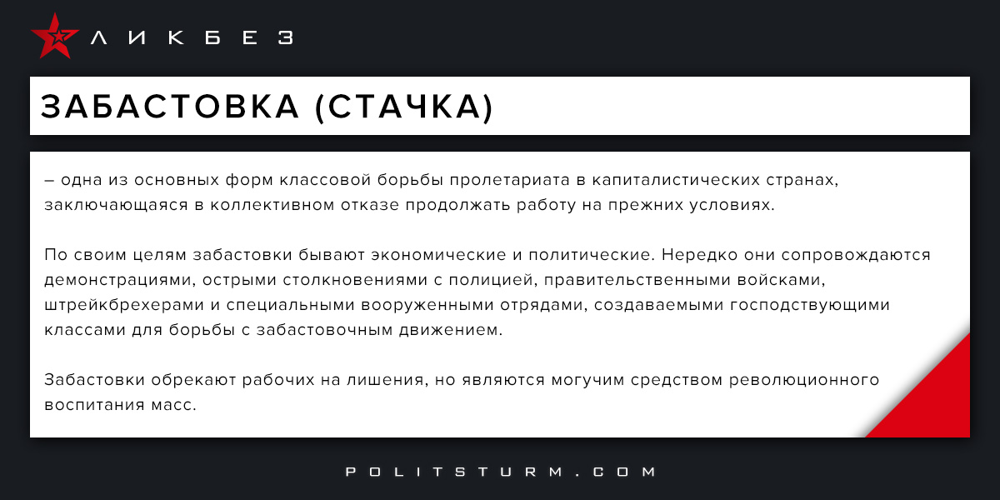 ЛИКБЕЗ
ЗАБАСТОВКА (СТАЧКА)
– одна из основных форм классовой борьбы пролетариата в капиталистических странах,
заключающаяся в коллективном отказе продолжать работу на прежних условиях.
По своим целям забастовки бывают экономические и политические. Нередко они сопровождаются
демонстрациями, острыми столкновениями с полицией, правительственными войсками,
штрейкбрехерами и специальными вооруженными отрядами, создаваемыми господствующими
классами для борьбы с забастовочным движением.
Забастовки обрекают рабочих на лишения, но являются могучим средством революционного
воспитания масс.
POLITSTURM.COM